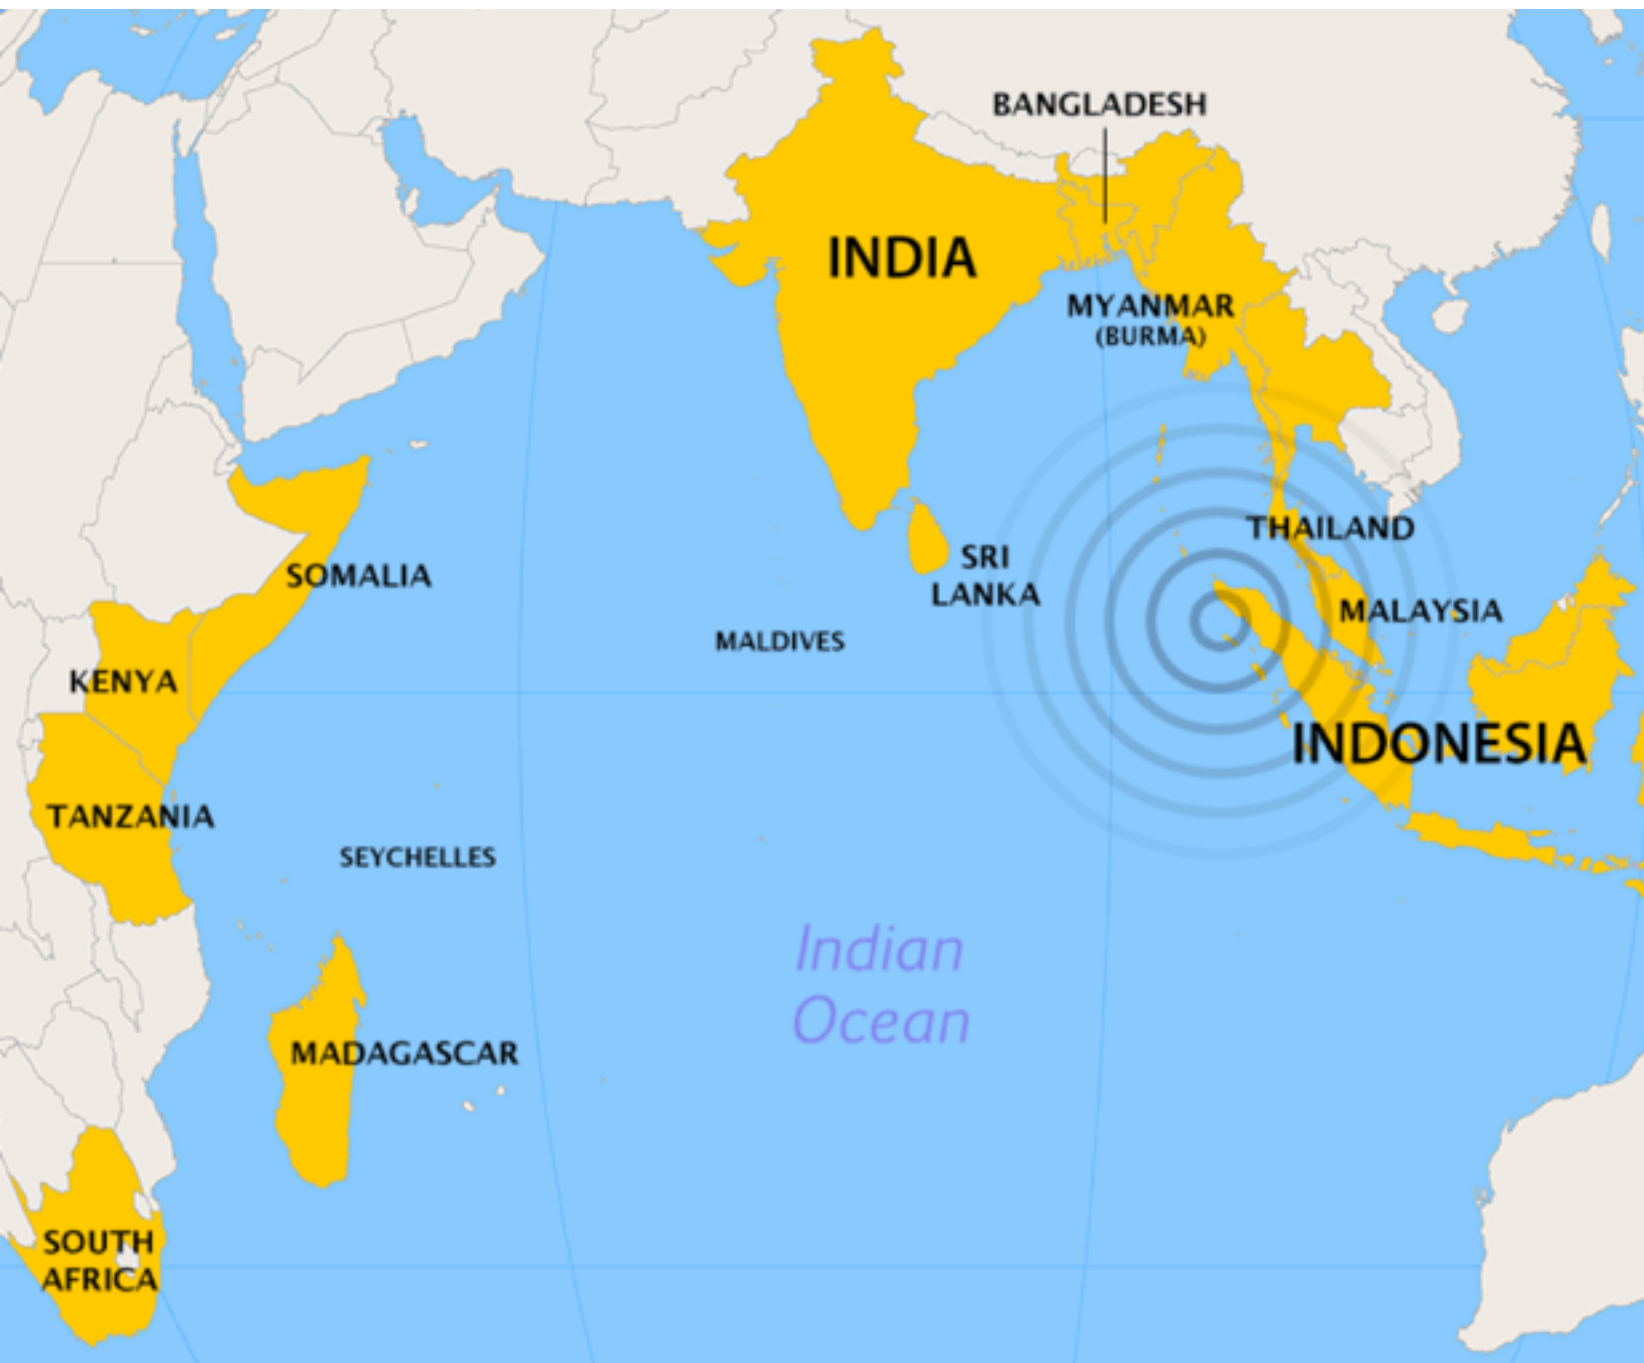 BANGLADESH
INDIA
MYANMAR
(BURMA)
THAILAND
SRI
LANKA
SOMALIA
MALAYSIA
MALDIVES
KENYA
INDONESIA
TANZANIA
SEYCHELLES
Indian
Ocean
MADAGASCAR
SOUTH
AFRICA